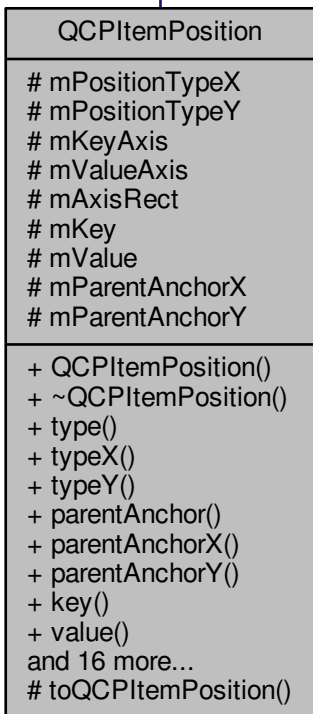 QCPItemPosition
# mPositionTypeX
# mPositionTypeY
# mKeyAxis
# mValueAxis
# mAxisRect
# mKey
# mValue
# mParentAnchorX
# mParentAnchorY
+ QCPItemPosition()
+ ~QCPItemPosition()
+ type()
+ typeX()
+ typeY()
+ parentAnchor()
+ parentAnchorX()
+ parentAnchorY()
+ key()
+ value()
and 16 more...
# toQCPItemPosition()